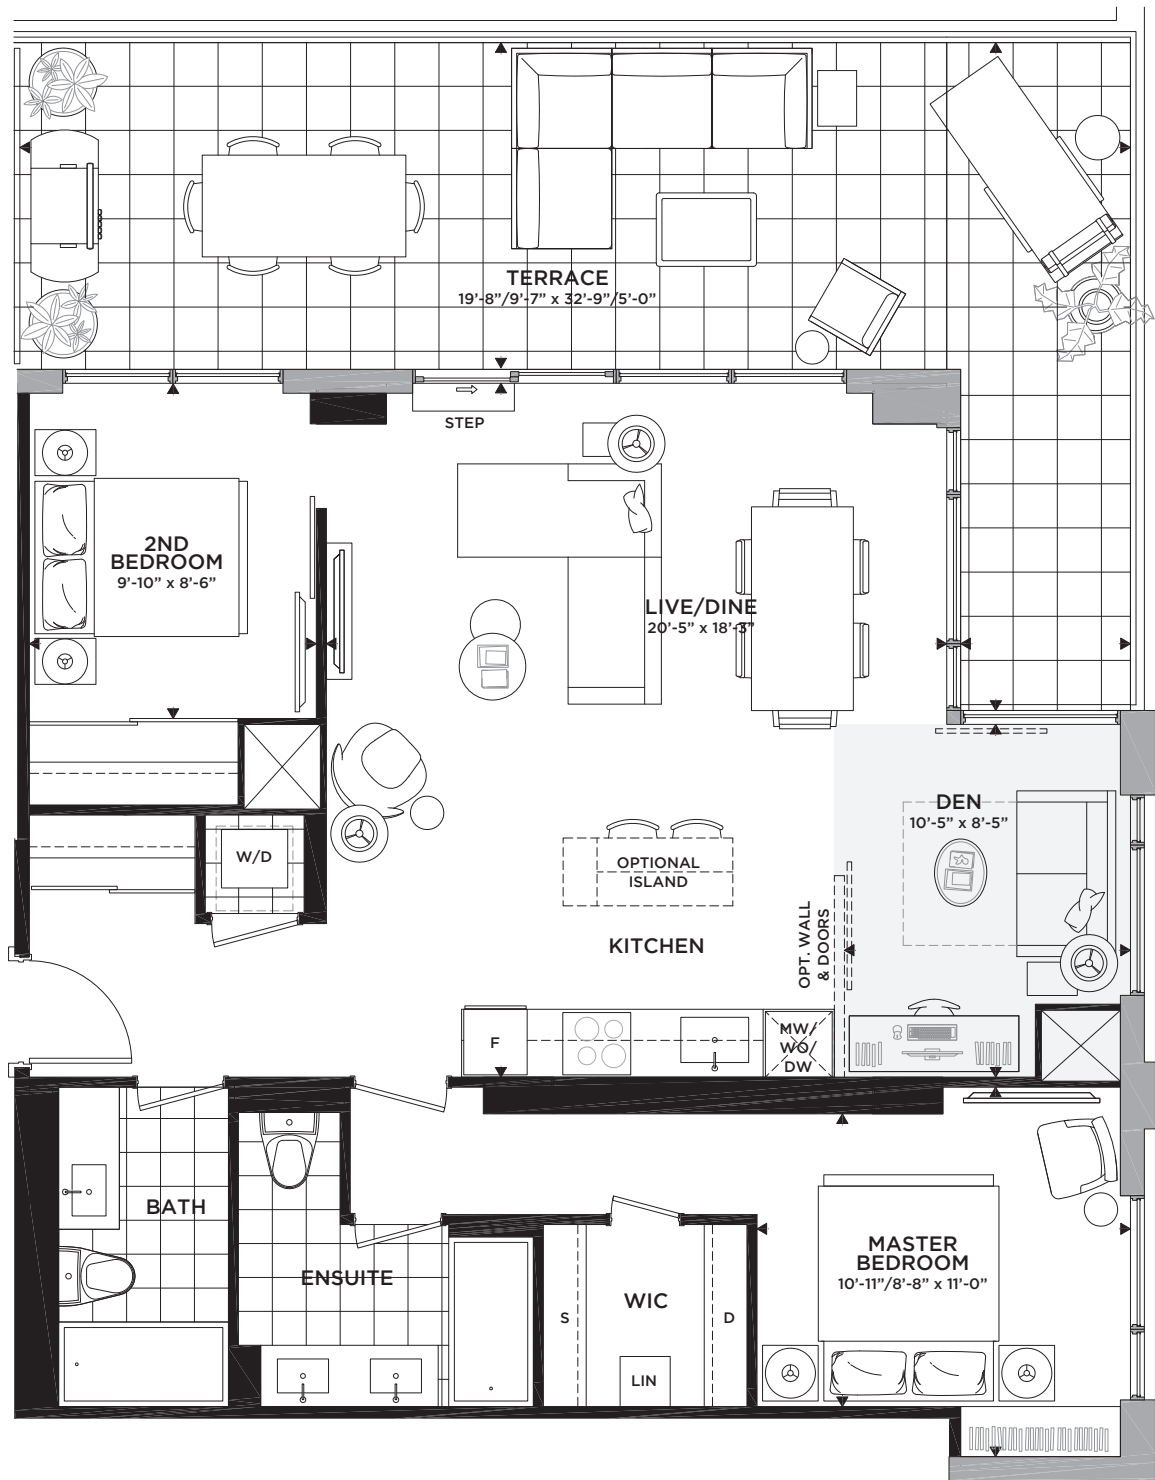 TERRACE
19'-8"/9'-7" x 32'-9"/5'-0"
STEP
2ND
BEDROOM
9'-10" x 8'-6"
LIVE/DINE
20'-5" x 18'-3"
DEN
10'-5" x 8'-5"
W/D
OPTIONAL
ISLAND
OPT. WALL
& DOORS
KITCHEN
F
MW/
WO/
DW
BATH
ENSUITE
MASTER
BEDROOM
10'-11"/8'-8" x 11'-0"
WIC
S
D
LIN